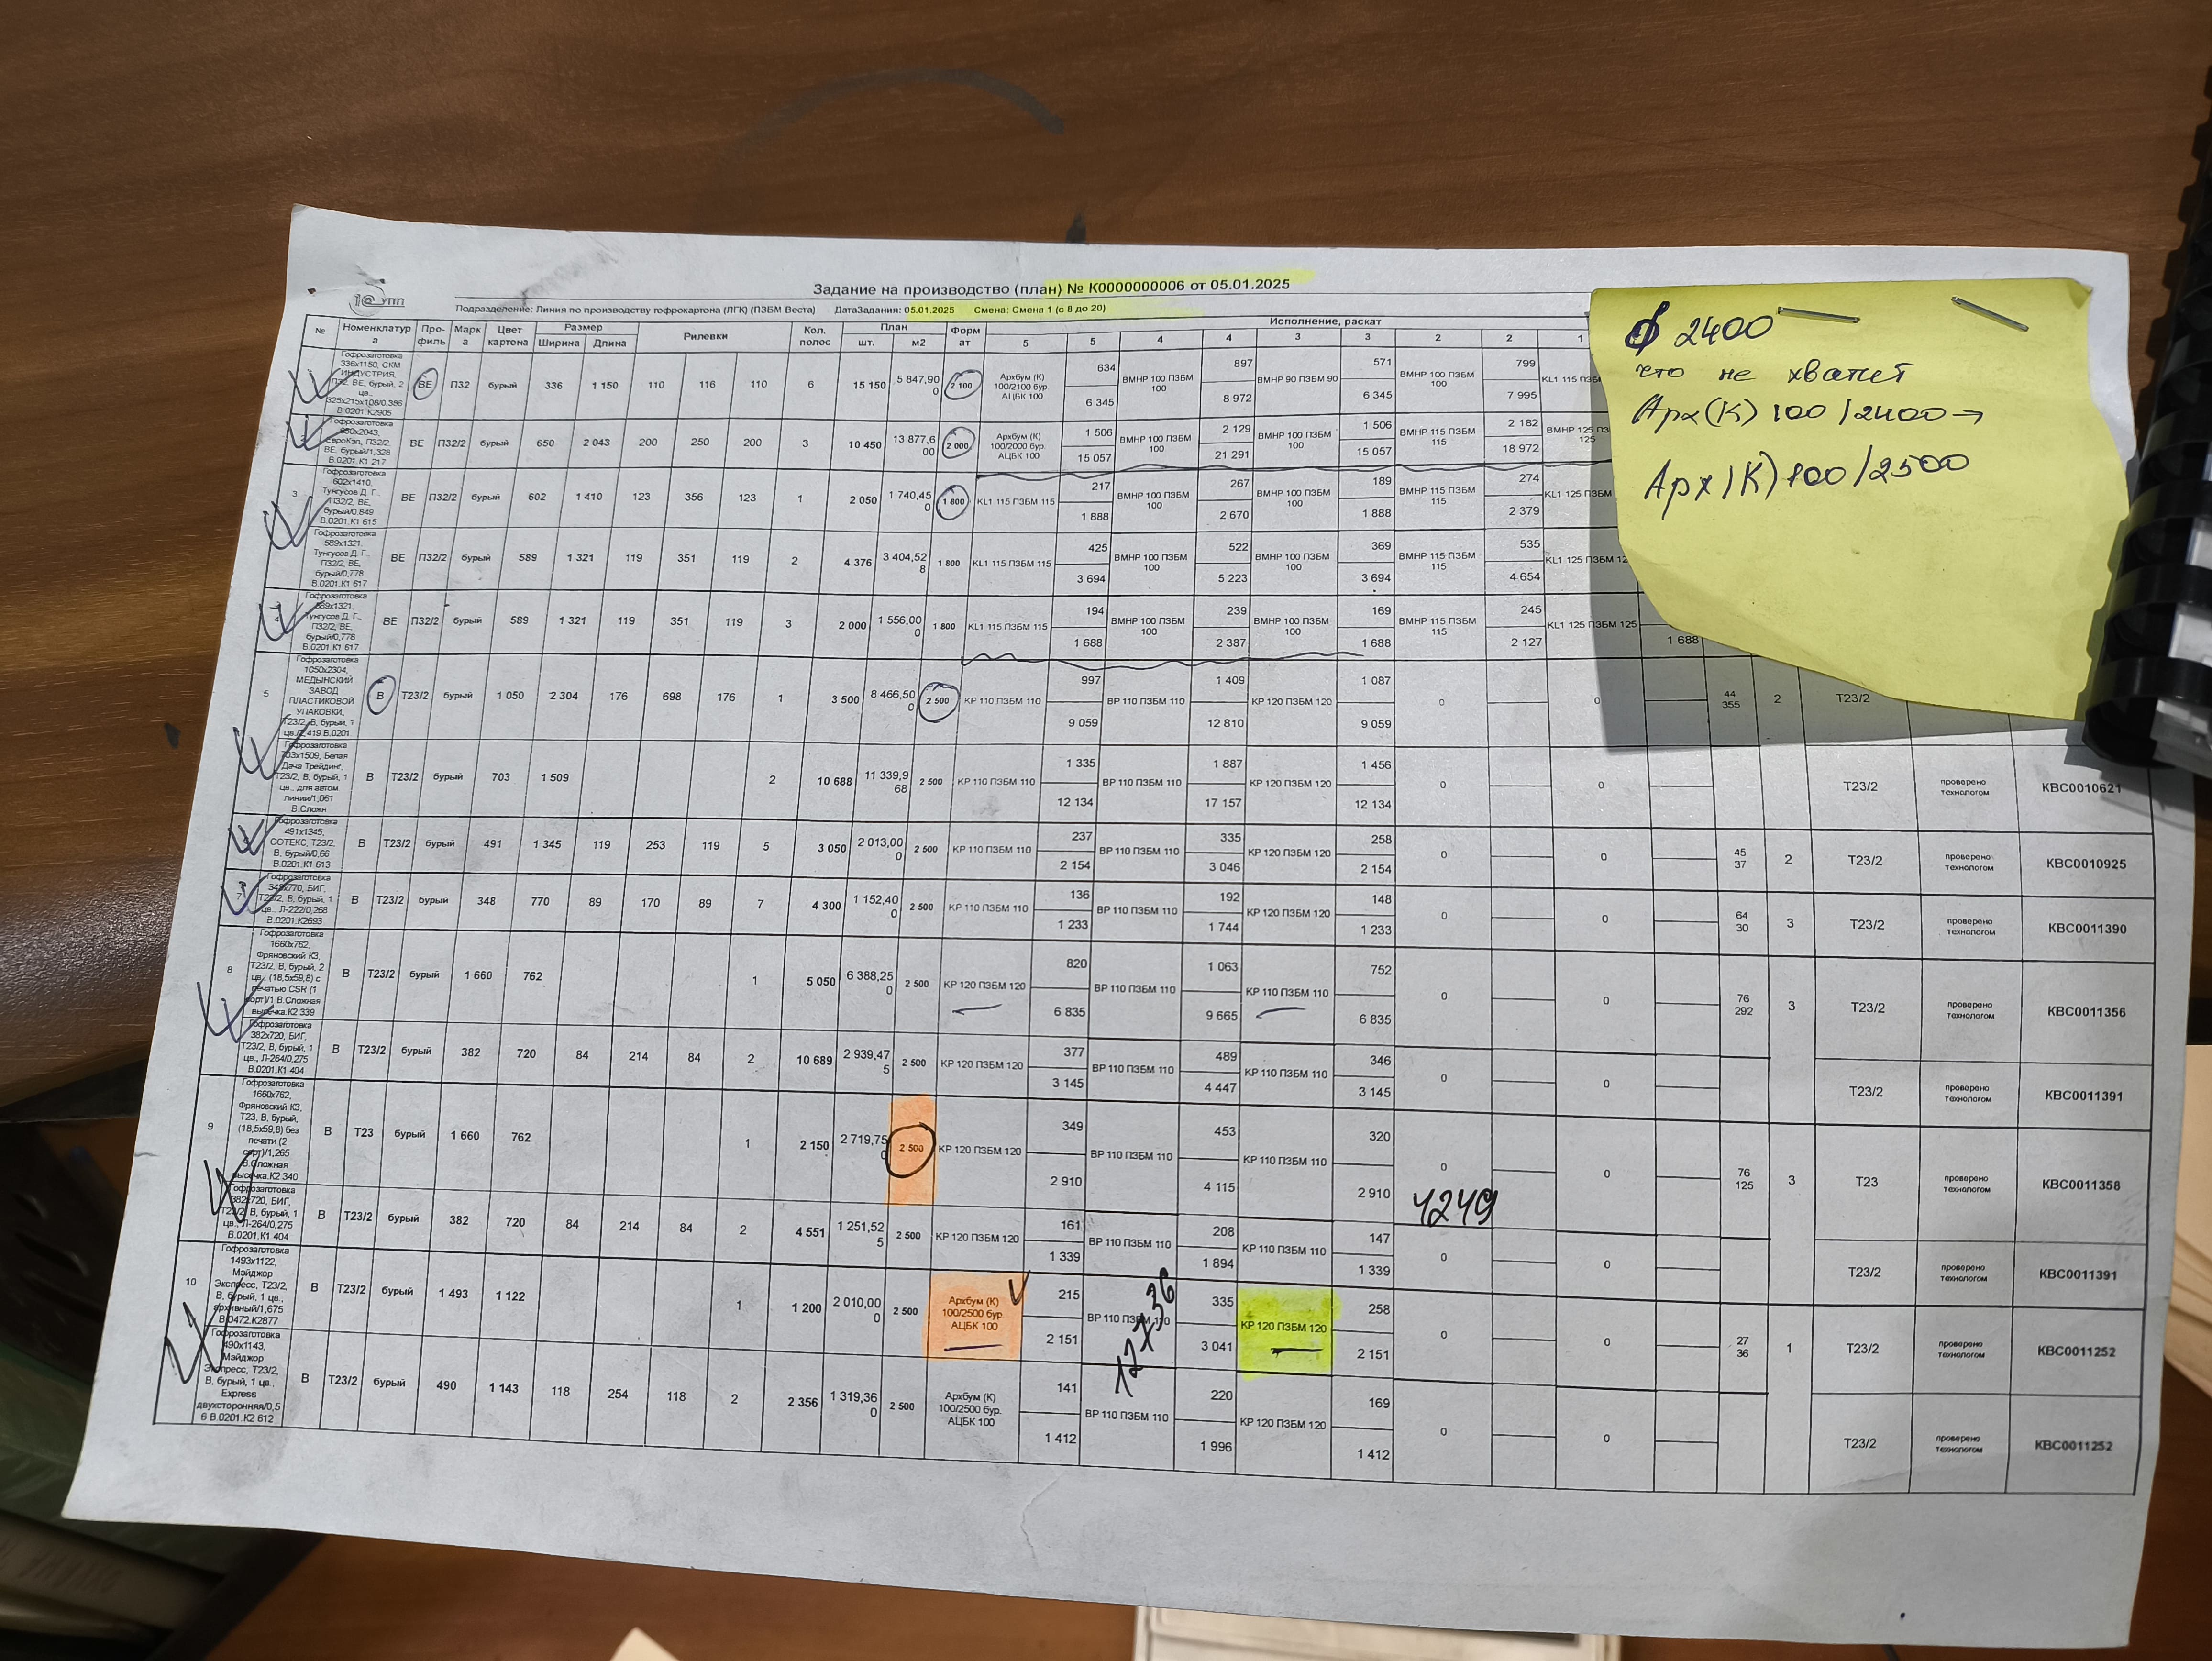 Задание на производство (план) № К0000000006 от 05.01.2025
1С УПП
Подразделение: Линия по производству гофрокартона (ЛГК) (ПЗБМ Веста) ДатаЗадания: 05.01.2025 Смена: Смена 1 (с 8 до 20)
№ Номенклатура Про-филь Марка Цвет картона Размер Ширина Длина Рилевки Кол. полос План шт. м2 Формат Исполнение, раскат 5 5 4 4 3 3 2 2 1
Гофрозаготовка 336х1150, СКМ ИНДУСТРИЯ, П32, ВЕ, бурый, 2 цв., 325х215х108/0,386 В.0201.К2905 ВЕ П32 бурый 336 1 150 110 116 110 6 15 150 5 847,900 2 100 Архбум (К) 100/2100 бур. АЦБК 100 634 6 345 ВМНР 100 ПЗБМ 100 897 8 972 ВМНР 90 ПЗБМ 90 571 6 345 ВМНР 100 ПЗБМ 100 799 7 995 KL1 115 ПЗБМ
Гофрозаготовка 650х2043, ЕвроКэп, П32/2, ВЕ, бурый/1,328 В.0201.К1 217 ВЕ П32/2 бурый 650 2 043 200 250 200 3 10 450 13 877,600 2 000 Архбум (К) 100/2000 бур. АЦБК 100 1 506 15 057 ВМНР 100 ПЗБМ 100 2 129 21 291 ВМНР 100 ПЗБМ 100 1 506 15 057 ВМНР 115 ПЗБМ 115 2 182 18 972 ВМНР 125 ПЗБМ 125
3 Гофрозаготовка 602х1410, Тунгусов Д. Г., П32/2, ВЕ, бурый/0,849 В.0201.К1 615 ВЕ П32/2 бурый 602 1 410 123 356 123 1 2 050 1 740,450 1 800 KL1 115 ПЗБМ 115 217 1 888 ВМНР 100 ПЗБМ 100 267 2 670 ВМНР 100 ПЗБМ 100 189 1 888 ВМНР 115 ПЗБМ 115 274 2 379 KL1 125 ПЗБМ
Гофрозаготовка 589х1321, Тунгусов Д. Г., П32/2, ВЕ, бурый/0,778 В.0201.К1 617 ВЕ П32/2 бурый 589 1 321 119 351 119 2 4 376 3 404,528 1 800 KL1 115 ПЗБМ 115 425 3 694 ВМНР 100 ПЗБМ 100 522 5 223 ВМНР 100 ПЗБМ 100 369 3 694 ВМНР 115 ПЗБМ 115 535 4 654 KL1 125 ПЗБМ 12
4 Гофрозаготовка 589х1321, Тунгусов Д. Г., П32/2, ВЕ, бурый/0,778 В.0201.К1 617 ВЕ П32/2 бурый 589 1 321 119 351 119 3 2 000 1 556,000 1 800 KL1 115 ПЗБМ 115 194 1 688 ВМНР 100 ПЗБМ 100 239 2 387 ВМНР 100 ПЗБМ 100 169 1 688 ВМНР 115 ПЗБМ 115 245 2 127 KL1 125 ПЗБМ 125 1 688
5 Гофрозаготовка 1050х2304, МЕДЫНСКИЙ ЗАВОД ПЛАСТИКОВОЙ УПАКОВКИ, Т23/2, В, бурый, 1 цв./2,419 В.0201 В Т23/2 бурый 1 050 2 304 176 698 176 1 3 500 8 466,500 2 500 КР 110 ПЗБМ 110 997 9 059 ВР 110 ПЗБМ 110 1 409 12 810 КР 120 ПЗБМ 120 1 087 9 059 0 0 44 355 2 Т23/2
Гофрозаготовка 703х1509, Белая Дача Трейдинг, Т23/2, В, бурый, 1 цв., для автом. линии/1,061 В.Сложн В Т23/2 бурый 703 1 509 2 10 688 11 339,968 2 500 КР 110 ПЗБМ 110 1 335 12 134 ВР 110 ПЗБМ 110 1 887 17 157 КР 120 ПЗБМ 120 1 456 12 134 0 0 Т23/2 проверено технологом КВС0010621
Гофрозаготовка 491х1345, СОТЕКС, Т23/2, В, бурый/0,66 В.0201.К1 613 В Т23/2 бурый 491 1 345 119 253 119 5 3 050 2 013,000 2 500 КР 110 ПЗБМ 110 237 2 154 ВР 110 ПЗБМ 110 335 3 046 КР 120 ПЗБМ 120 258 2 154 0 0 45 37 2 Т23/2 проверено технологом КВС0010925
7 Гофрозаготовка 348х770, БИГ, Т23/2, В, бурый, 1 цв., Л-222/0,268 В.0201.К2693 В Т23/2 бурый 348 770 89 170 89 7 4 300 1 152,400 2 500 КР 110 ПЗБМ 110 136 1 233 ВР 110 ПЗБМ 110 192 1 744 КР 120 ПЗБМ 120 148 1 233 0 0 64 30 3 Т23/2 проверено технологом КВС0011390
8 Гофрозаготовка 1660х762, Фряновский КЗ, Т23/2, В, бурый, 2 цв., (18,5х59,8) с печатью CSR (1 сорт)/1 В.Сложная высечка.К2 339 В Т23/2 бурый 1 660 762 1 5 050 6 388,250 2 500 КР 120 ПЗБМ 120 820 6 835 ВР 110 ПЗБМ 110 1 063 9 665 КР 110 ПЗБМ 110 752 6 835 0 0 76 292 3 Т23/2 проверено технологом КВС0011356
Гофрозаготовка 382х720, БИГ, Т23/2, В, бурый, 1 цв., Л-264/0,275 В.0201.К1 404 В Т23/2 бурый 382 720 84 214 84 2 10 689 2 939,475 2 500 КР 120 ПЗБМ 120 377 3 145 ВР 110 ПЗБМ 110 489 4 447 КР 110 ПЗБМ 110 346 3 145 0 0 Т23/2 проверено технологом КВС0011391
9 Гофрозаготовка 1660х762, Фряновский КЗ, Т23, В, бурый, (18,5х59,8) без печати (2 сорт)/1,265 В.Сложная высечка.К2 340 В Т23 бурый 1 660 762 1 2 150 2 719,750 2 500 КР 120 ПЗБМ 120 349 2 910 ВР 110 ПЗБМ 110 453 4 115 КР 110 ПЗБМ 110 320 2 910 0 0 76 125 3 Т23 проверено технологом КВС0011358
4249
Гофрозаготовка 382х720, БИГ, Т23/2, В, бурый, 1 цв., Л-264/0,275 В.0201.К1 404 В Т23/2 бурый 382 720 84 214 84 2 4 551 1 251,525 2 500 КР 120 ПЗБМ 120 161 1 339 ВР 110 ПЗБМ 110 208 1 894 КР 110 ПЗБМ 110 147 1 339 0 0 Т23/2 проверено технологом КВС0011391
10 Гофрозаготовка 1493х1122, Мэйджор Экспресс, Т23/2, В, бурый, 1 цв., архивный/1,675 В.0472.К2877 В Т23/2 бурый 1 493 1 122 1 1 200 2 010,000 2 500 Архбум (К) 100/2500 бур. АЦБК 100 215 2 151 ВР 110 ПЗБМ 110 335 3 041 КР 120 ПЗБМ 120 258 2 151 0 0 27 36 1 Т23/2 проверено технологом КВС0011252
Гофрозаготовка 490х1143, Мэйджор Экспресс, Т23/2, В, бурый, 1 цв., Express двухсторонняя/0,56 В.0201.К2 612 В Т23/2 бурый 490 1 143 118 254 118 2 2 356 1 319,360 2 500 Архбум (К) 100/2500 бур. АЦБК 100 141 1 412 ВР 110 ПЗБМ 110 220 1 996 КР 120 ПЗБМ 120 169 1 412 0 0 Т23/2 проверено технологом КВС0011252
ф 2400
что не хватет
Арх(К) 100/2400→
Арх(К)100/2500